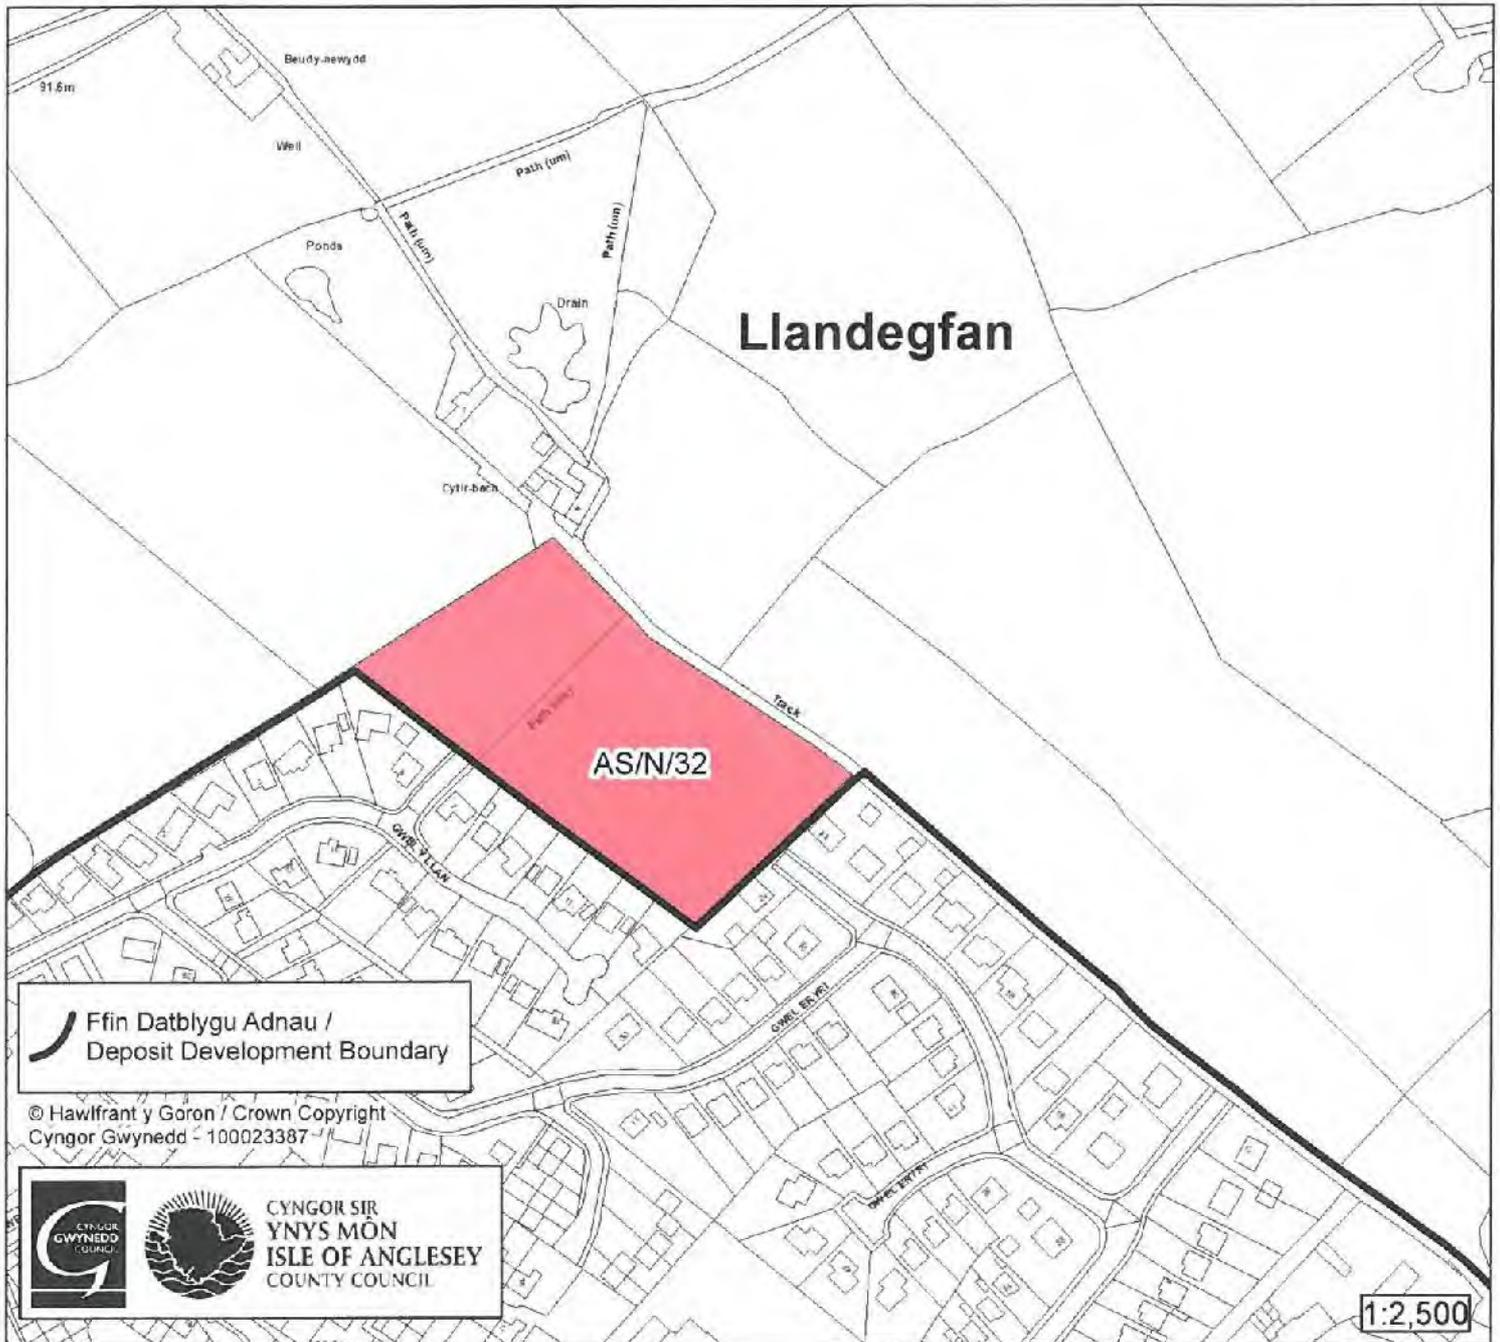 Beudy-newydd
91.6m
Well
Path (um)
Path (um)
Path (um)
Ponds
Drain
Llandegfan
Track
AS/N/32
GWEL Y LLAN
GWEL ERYRI
GWEL ERYRI
Ffin Datblygu Adnau /
Deposit Development Boundary
© Hawlfraint y Goron / Crown Copyright
Cyngor Gwynedd - 100023387
CYNGOR
GWYNEDD
COUNCIL
CYNGOR SIR
YNYS MÔN
ISLE OF ANGLESEY
COUNTY COUNCIL
1:2,500